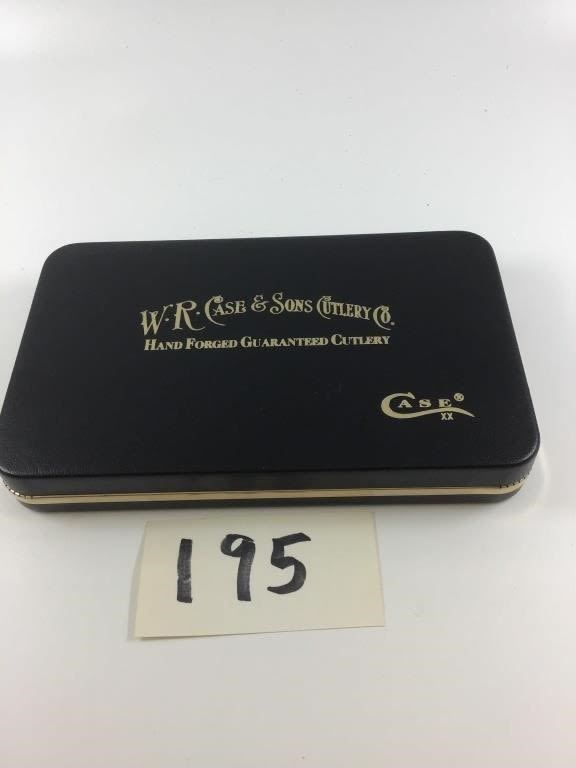 W.R. CASE & SONS CUTLERY CO.
HAND FORGED GUARANTEED CUTLERY
CASE®
XX
195